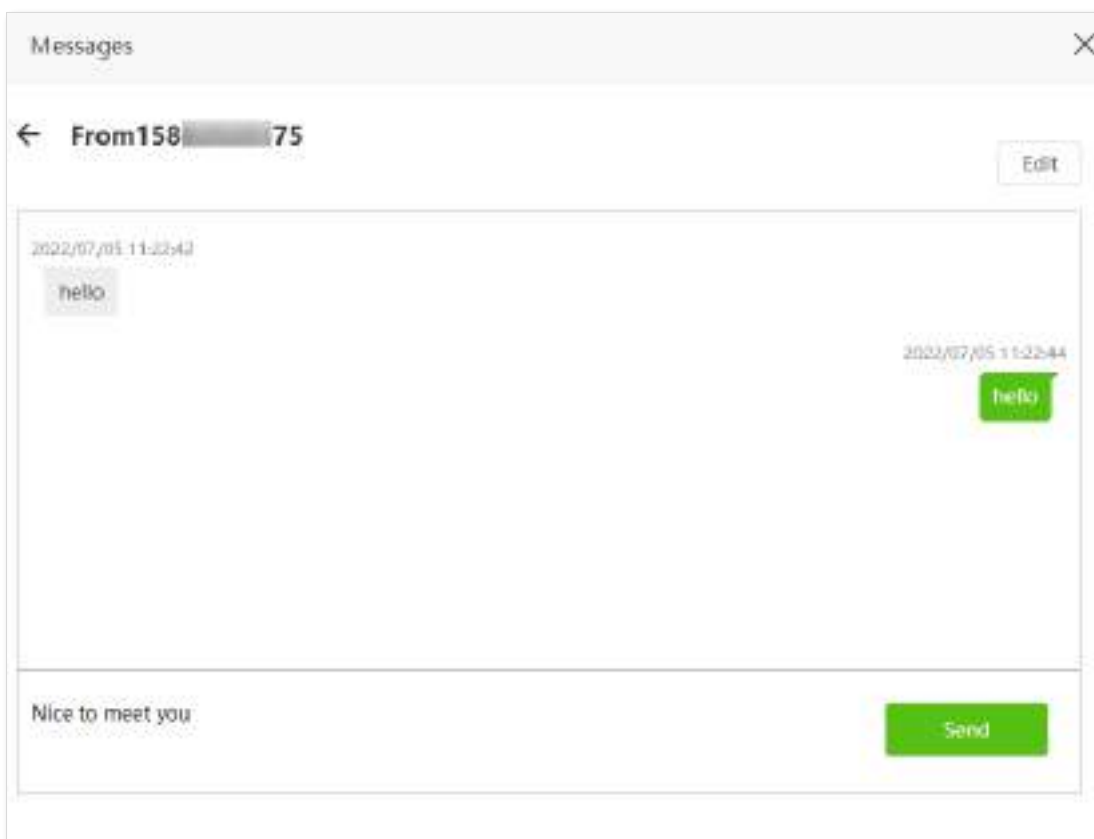 Messages
From158 75
Edit
2022/07/05 11:22:42
hello
2022/07/05 11:22:44
hello
Nice to meet you
Send